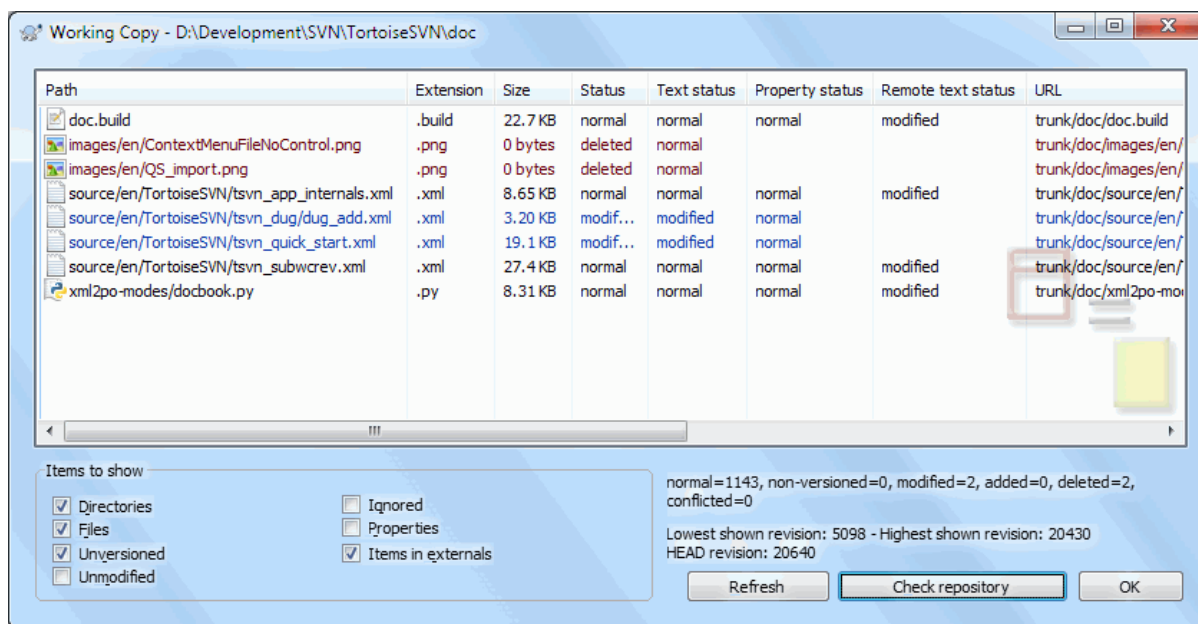 Working Copy - D:\Development\SVN\TortoiseSVN\doc
Path Extension Size Status Text status Property status Remote text status URL
doc.build .build 22.7 KB normal normal normal modified trunk/doc/doc.build
images/en/ContextMenuFileNoControl.png .png 0 bytes deleted normal trunk/doc/images/en/
images/en/QS_import.png .png 0 bytes deleted normal trunk/doc/images/en/
source/en/TortoiseSVN/tsvn_app_internals.xml .xml 8.65 KB normal normal normal modified trunk/doc/source/en/
source/en/TortoiseSVN/tsvn_dug/dug_add.xml .xml 3.20 KB modif... modified normal trunk/doc/source/en/
source/en/TortoiseSVN/tsvn_quick_start.xml .xml 19.1 KB modif... modified normal trunk/doc/source/en/
source/en/TortoiseSVN/tsvn_subwcrev.xml .xml 27.4 KB normal normal normal modified trunk/doc/source/en/
xml2po-modes/docbook.py .py 8.31 KB normal normal normal modified trunk/doc/xml2po-mo
Items to show
Directories
Files
Unversioned
Unmodified
Ignored
Properties
Items in externals
normal=1143, non-versioned=0, modified=2, added=0, deleted=2,
conflicted=0
Lowest shown revision: 5098 - Highest shown revision: 20430
HEAD revision: 20640
Refresh Check repository OK